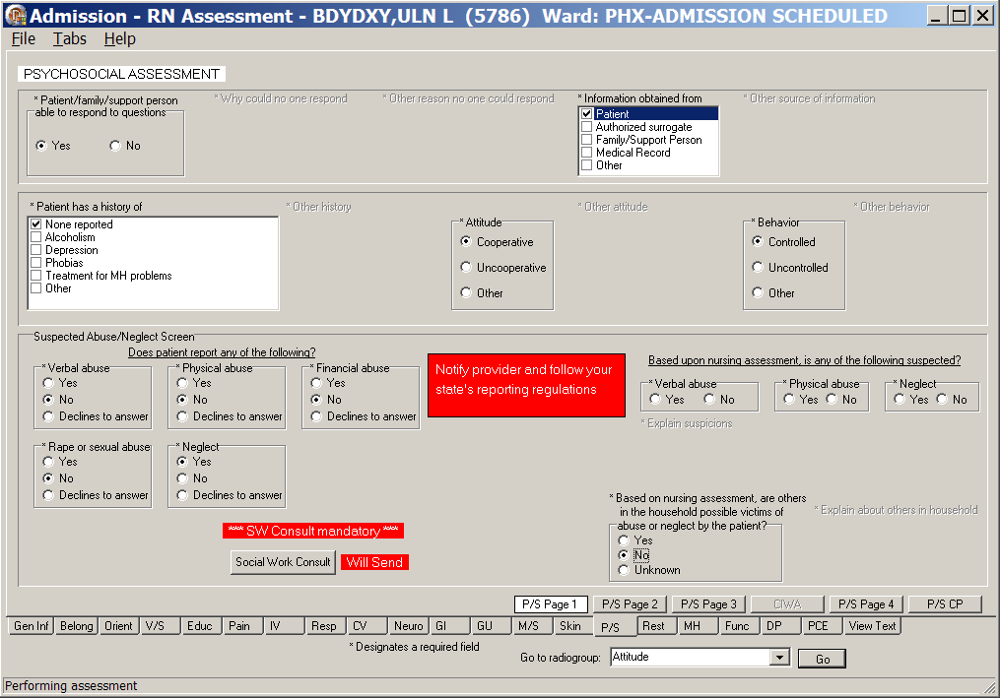 Admission - RN Assessment - BDYDXY,ULN L (5786) Ward: PHX-ADMISSION SCHEDULED
File Tabs Help
PSYCHOSOCIAL ASSESSMENT
* Patient/family/support person
able to respond to questions
Yes No
* Why could no one respond
* Other reason no one could respond
* Information obtained from
Patient
Authorized surrogate
Family/Support Person
Medical Record
Other
* Other source of information
* Patient has a history of
None reported
Alcoholism
Depression
Phobias
Treatment for MH problems
Other
* Other history
* Attitude
Cooperative
Uncooperative
Other
* Other attitude
* Behavior
Controlled
Uncontrolled
Other
* Other behavior
Suspected Abuse/Neglect Screen
Does patient report any of the following?
* Verbal abuse
Yes
No
Declines to answer
* Physical abuse
Yes
No
Declines to answer
* Financial abuse
Yes
No
Declines to answer
Notify provider and follow your
state's reporting regulations
Based upon nursing assessment, is any of the following suspected?
* Verbal abuse
Yes No
* Physical abuse
Yes No
* Neglect
Yes No
* Explain suspicions
* Rape or sexual abuse
Yes
No
Declines to answer
* Neglect
Yes
No
Declines to answer
* Based on nursing assessment, are others
in the household possible victims of
abuse or neglect by the patient?
Yes
No
Unknown
* Explain about others in household
*** SW Consult mandatory ***
Social Work Consult Will Send
P/S Page 1 P/S Page 2 P/S Page 3 CIWA P/S Page 4 P/S CP
Gen Inf Belong Orient V/S Educ Pain IV Resp CV Neuro GI GU M/S Skin P/S Rest MH Func DP PCE View Text
* Designates a required field
Go to radiogroup: Attitude Go
Performing assessment